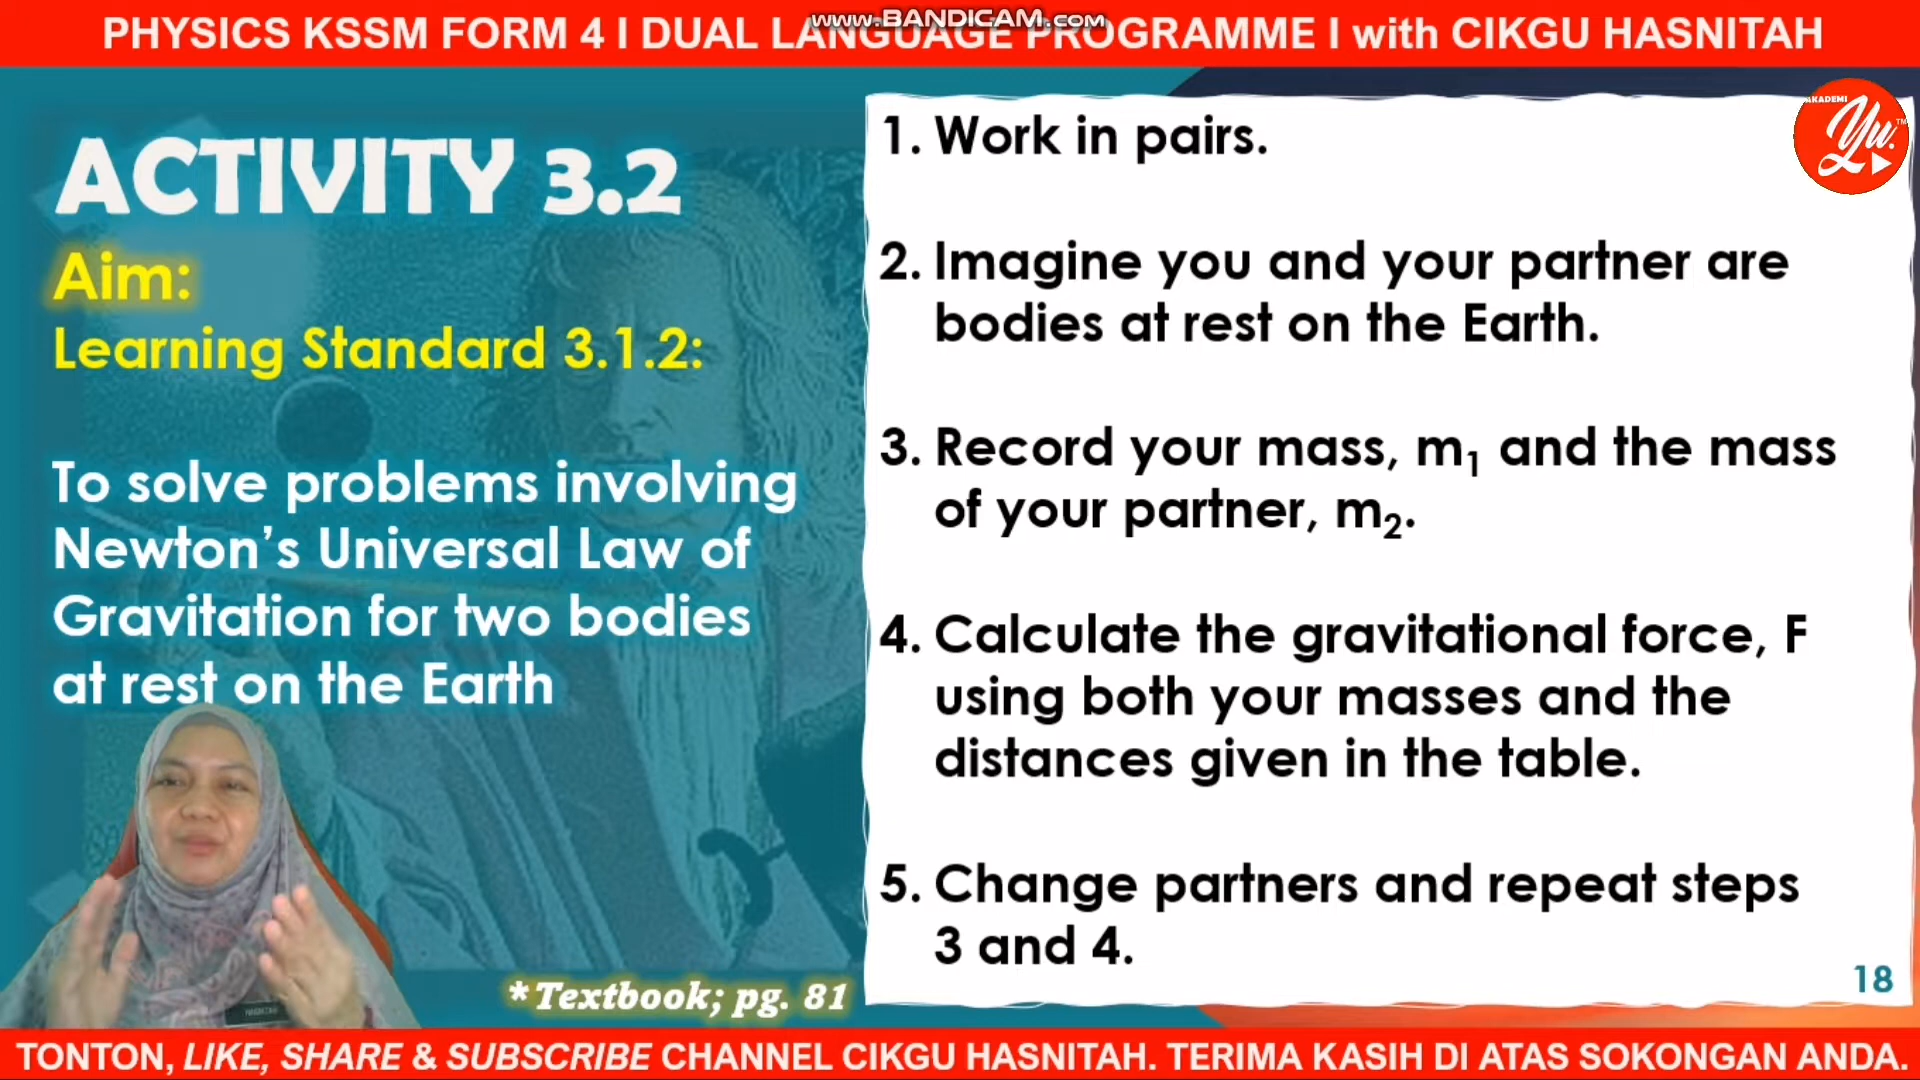 www.BANDICAM.com
PHYSICS KSSM FORM 4 I DUAL LANGUAGE PROGRAMME I with CIKGU HASNITAH
AKADEMI
Yu.
TM
ACTIVITY 3.2
Aim:
Learning Standard 3.1.2:
To solve problems involving
Newton's Universal Law of
Gravitation for two bodies
at rest on the Earth
*Textbook; pg. 81
1. Work in pairs.
2. Imagine you and your partner are
bodies at rest on the Earth.
3. Record your mass, m₁ and the mass
of your partner, m₂.
4. Calculate the gravitational force, F
using both your masses and the
distances given in the table.
5. Change partners and repeat steps
3 and 4.
18
TONTON, LIKE, SHARE & SUBSCRIBE CHANNEL CIKGU HASNITAH. TERIMA KASIH DI ATAS SOKONGAN ANDA.